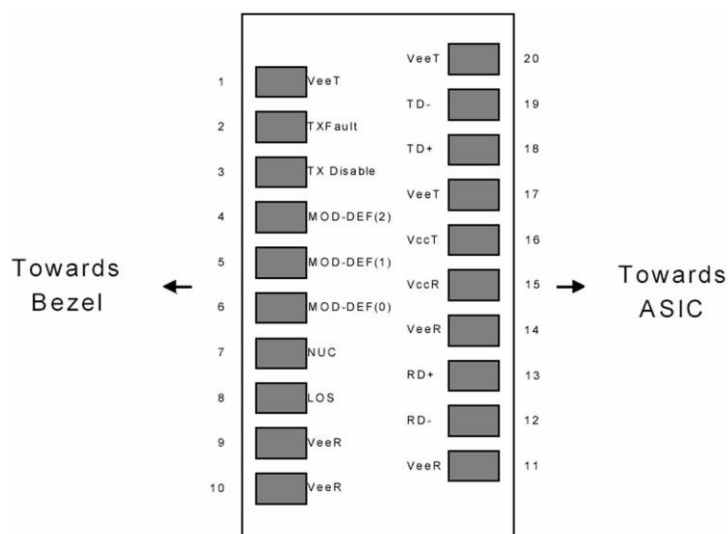 VeeT 20
1 VeeT
TD- 19
2 TXFault
TD+ 18
3 TX Disable
VeeT 17
4 MOD-DEF(2)
VccT 16
5 MOD-DEF(1)
Towards
Bezel
VccR 15
Towards
ASIC
6 MOD-DEF(0)
VeeR 14
7 NUC
RD+ 13
8 LOS
RD- 12
9 VeeR
VeeR 11
10 VeeR